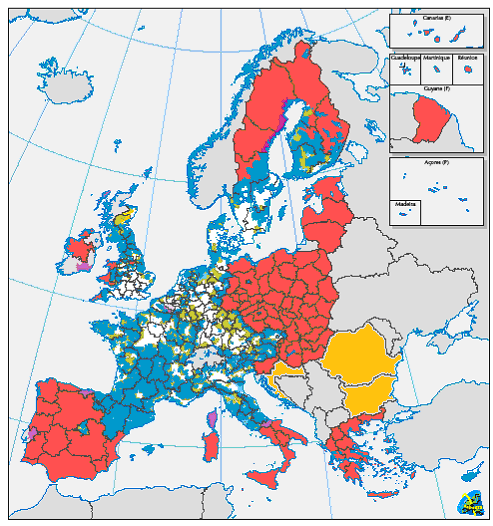 Canarias (E)
Guadeloupe Martinique Réunion
Guyane (F)
Açores (P)
Madeira